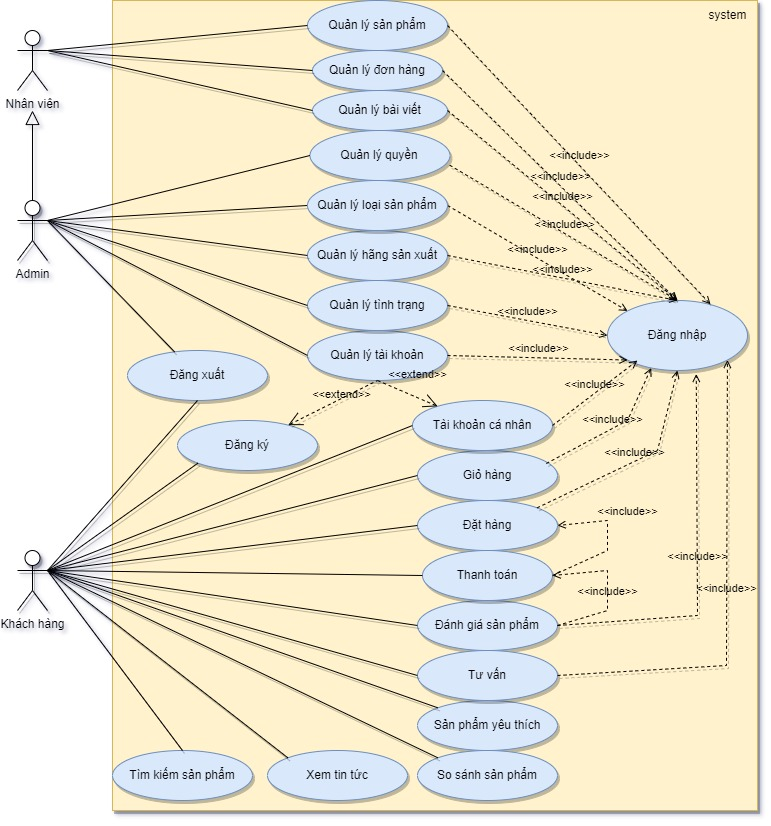 system
Quản lý sản phẩm
Quản lý đơn hàng
Nhân viên
Quản lý bài viết
Quản lý quyền
<<include>>
<<include>>
<<include>>
Quản lý loại sản phẩm
<<include>>
Admin
Quản lý hãng sản xuất
<<include>>
<<include>>
Quản lý tình trạng
<<include>>
Đăng nhập
Quản lý tài khoản
<<include>>
Đăng xuất
<<extend>>
<<extend>>
<<include>>
Tài khoản cá nhân
<<include>>
Đăng ký
<<include>>
Giỏ hàng
Đặt hàng
<<include>>
<<include>>
Thanh toán
<<include>>
<<include>>
Khách hàng
Đánh giá sản phẩm
Tư vấn
Sản phẩm yêu thích
Tìm kiếm sản phẩm
Xem tin tức
So sánh sản phẩm